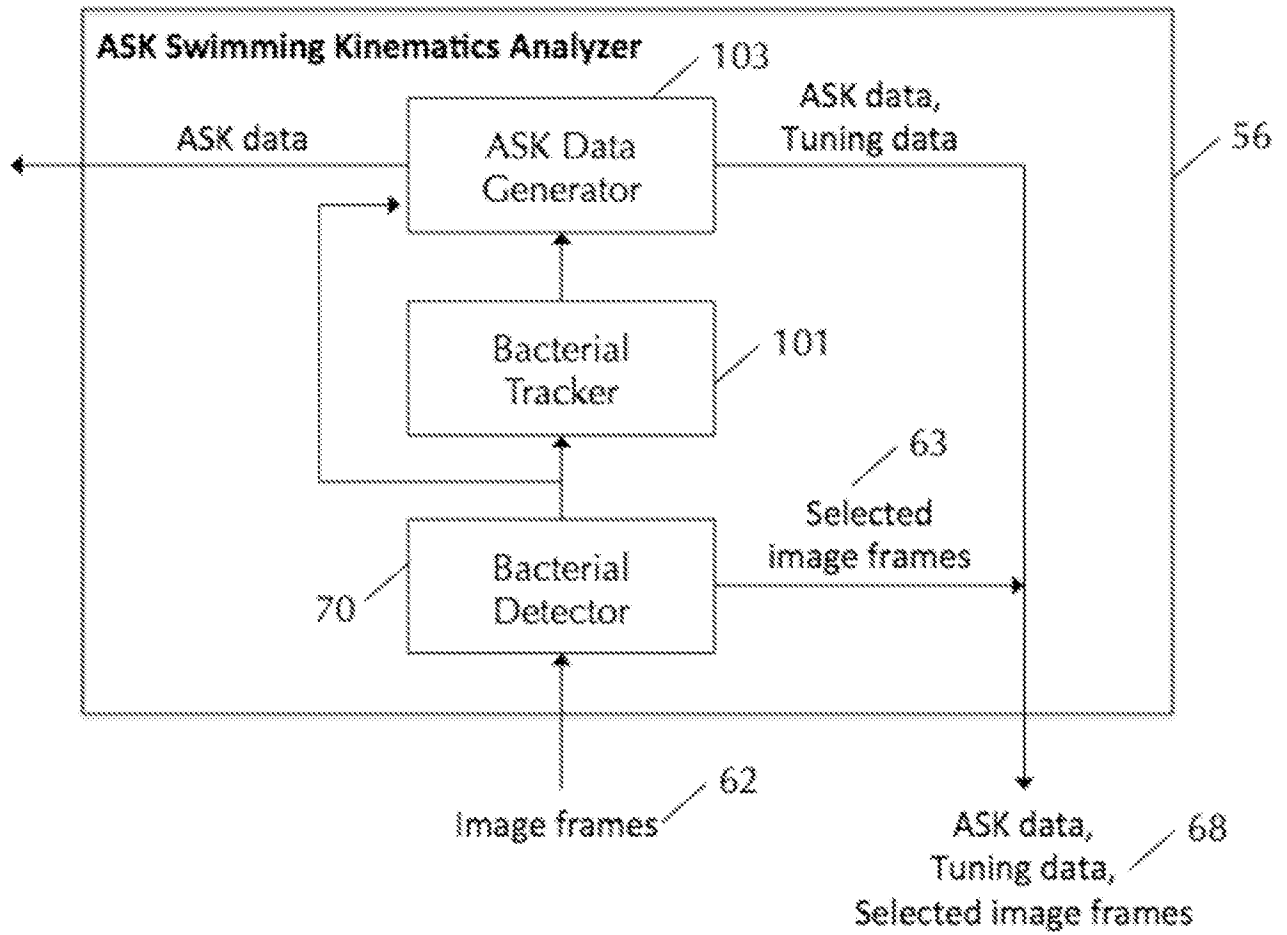 ASK Swimming Kinematics Analyzer
103
ASK data
ASK Data
Generator
ASK data,
Tuning data
56
Bacterial
Tracker
101
63
Selected
image frames
Bacterial
Detector
70
Image frames
62
ASK data,
Tuning data,
Selected image frames
68